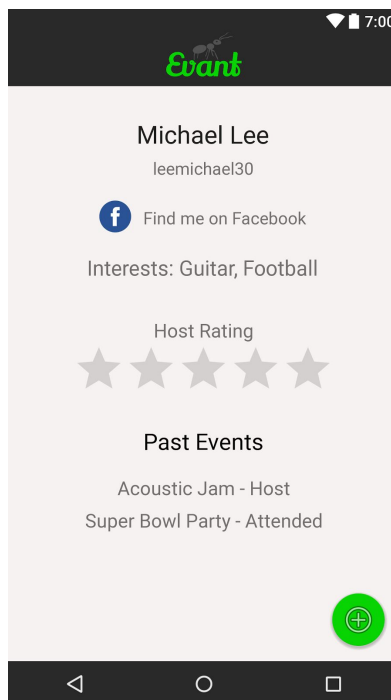 7:00
Evant
Michael Lee
leemichael30
f Find me on Facebook
Interests: Guitar, Football
Host Rating
Past Events
Acoustic Jam - Host
Super Bowl Party - Attended